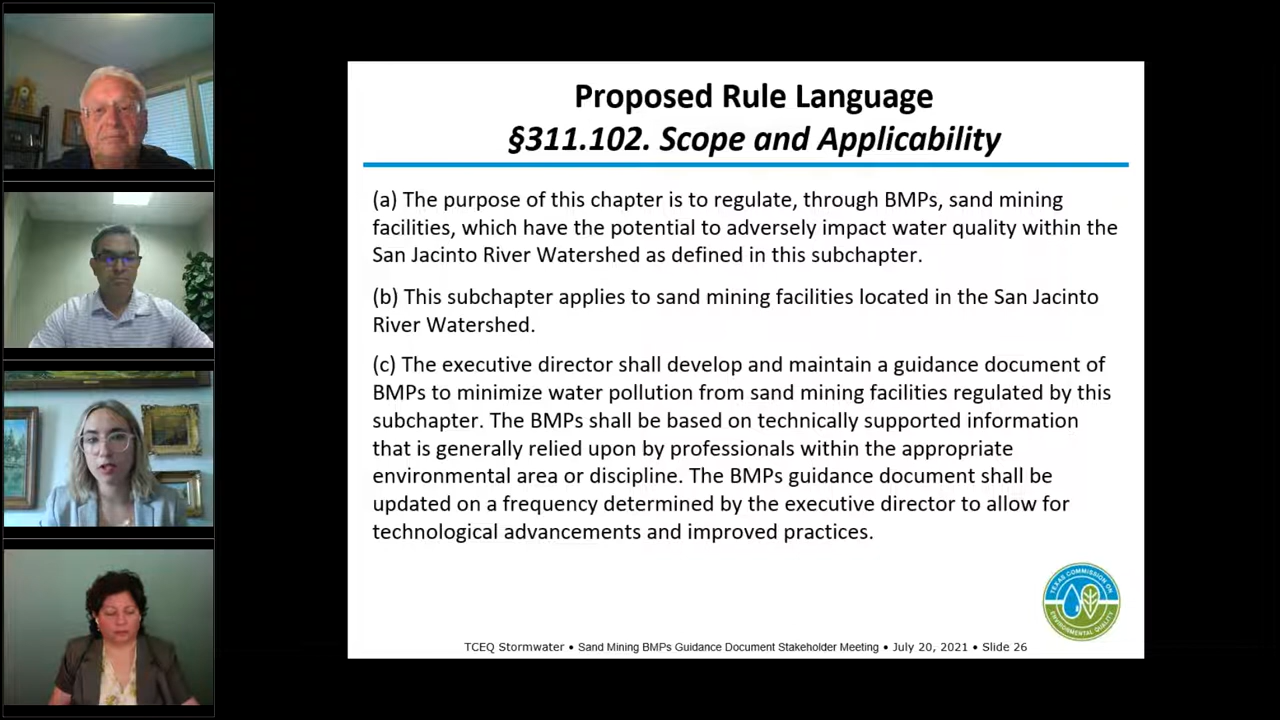 Proposed Rule Language
§311.102. Scope and Applicability
(a) The purpose of this chapter is to regulate, through BMPs, sand mining
facilities, which have the potential to adversely impact water quality within the
San Jacinto River Watershed as defined in this subchapter.
(b) This subchapter applies to sand mining facilities located in the San Jacinto
River Watershed.
(c) The executive director shall develop and maintain a guidance document of
BMPs to minimize water pollution from sand mining facilities regulated by this
subchapter. The BMPs shall be based on technically supported information
that is generally relied upon by professionals within the appropriate
environmental area or discipline. The BMPs guidance document shall be
updated on a frequency determined by the executive director to allow for
technological advancements and improved practices.
TEXAS COMMISSION ON
ENVIRONMENTAL QUALITY
TCEQ Stormwater • Sand Mining BMPs Guidance Document Stakeholder Meeting • July 20, 2021 • Slide 26